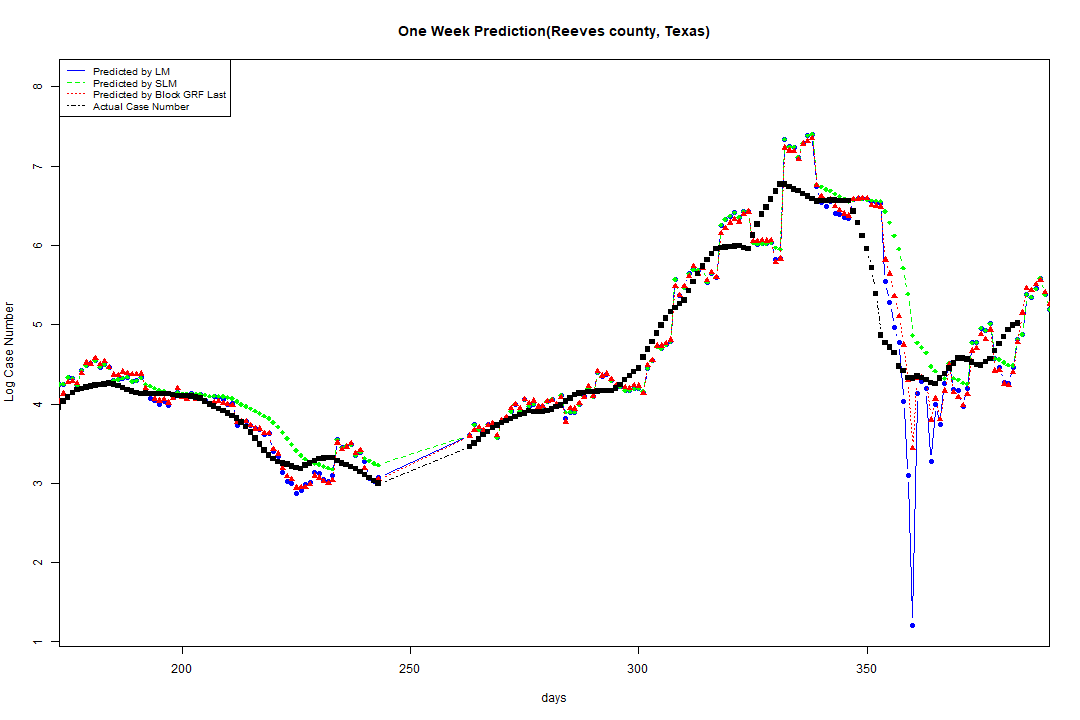 One Week Prediction(Reeves county, Texas)
Predicted by LM
Predicted by SLM
Predicted by Block GRF Last
Actual Case Number
8
7
6
5
4
3
2
1
Log Case Number
200 250 300 350
days